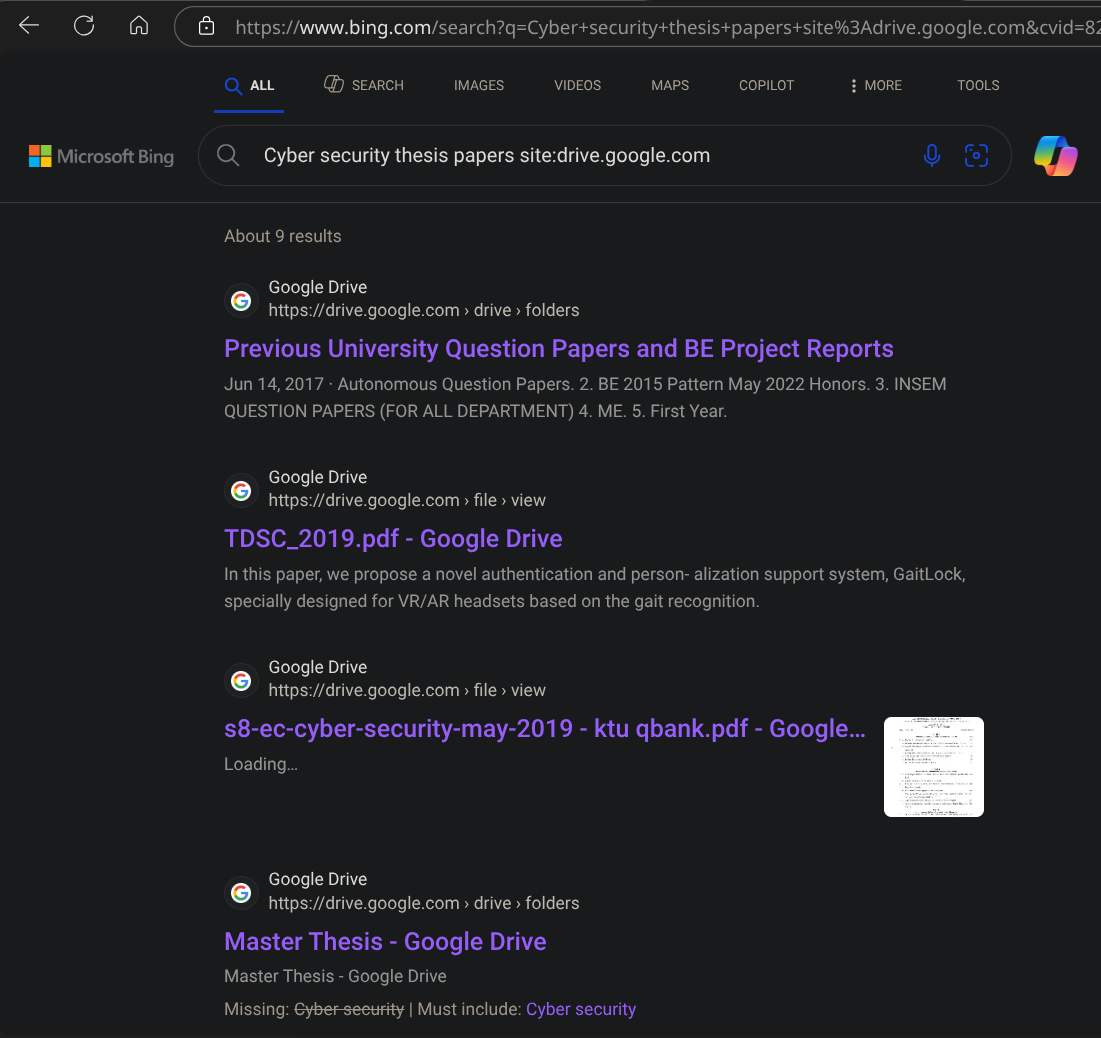 https://www.bing.com/search?q=Cyber+security+thesis+papers+site%3Adrive.google.com&cvid=82
ALL SEARCH IMAGES VIDEOS MAPS COPILOT MORE TOOLS
Microsoft Bing Cyber security thesis papers site:drive.google.com
About 9 results
Google Drive
https://drive.google.com › drive › folders
Previous University Question Papers and BE Project Reports
Jun 14, 2017 · Autonomous Question Papers. 2. BE 2015 Pattern May 2022 Honors. 3. INSEM
QUESTION PAPERS (FOR ALL DEPARTMENT) 4. ME. 5. First Year.
Google Drive
https://drive.google.com › file › view
TDSC_2019.pdf - Google Drive
In this paper, we propose a novel authentication and person- alization support system, GaitLock,
specially designed for VR/AR headsets based on the gait recognition.
Google Drive
https://drive.google.com › file › view
s8-ec-cyber-security-may-2019 - ktu qbank.pdf - Google...
Loading…
Google Drive
https://drive.google.com › drive › folders
Master Thesis - Google Drive
Master Thesis - Google Drive
Missing: Cyber security | Must include: Cyber security